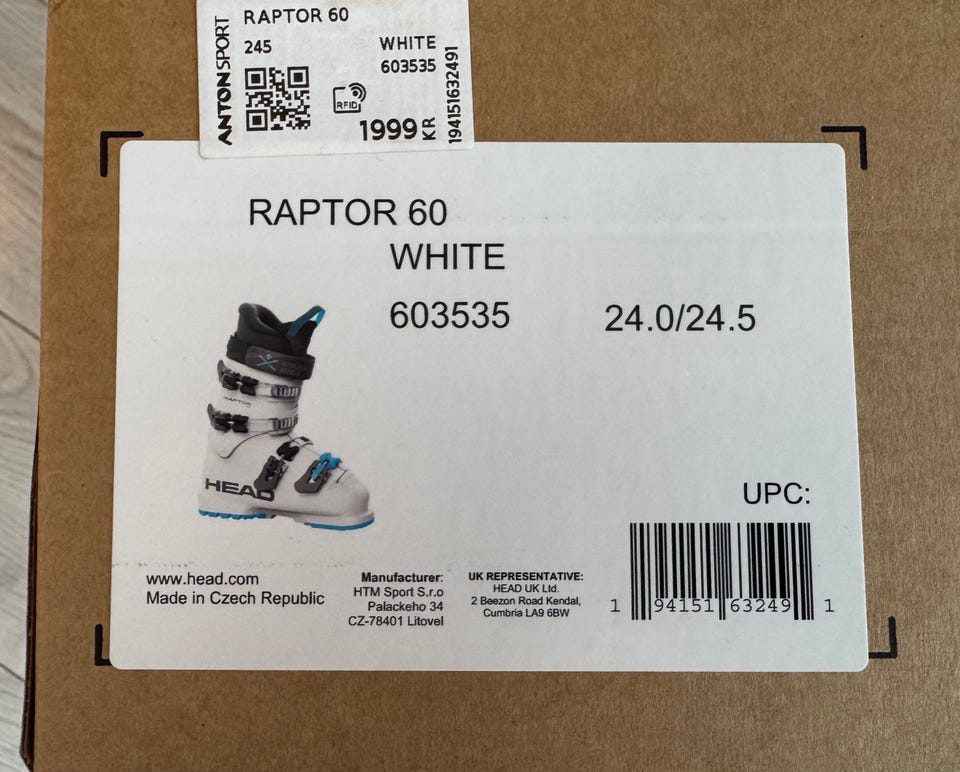 RAPTOR 60
245
WHITE
603535
ANTONSPORT
RFID
1999 KR
194151632491
RAPTOR 60
WHITE
603535
24.0/24.5
RAPTOR
HEAD
UPC:
1 94151 63249 1
www.head.com
Made in Czech Republic
Manufacturer:
HTM Sport S.r.o
Palackeho 34
CZ-78401 Litovel
UK REPRESENTATIVE:
HEAD UK Ltd.
2 Beezon Road Kendal,
Cumbria LA9 6BW